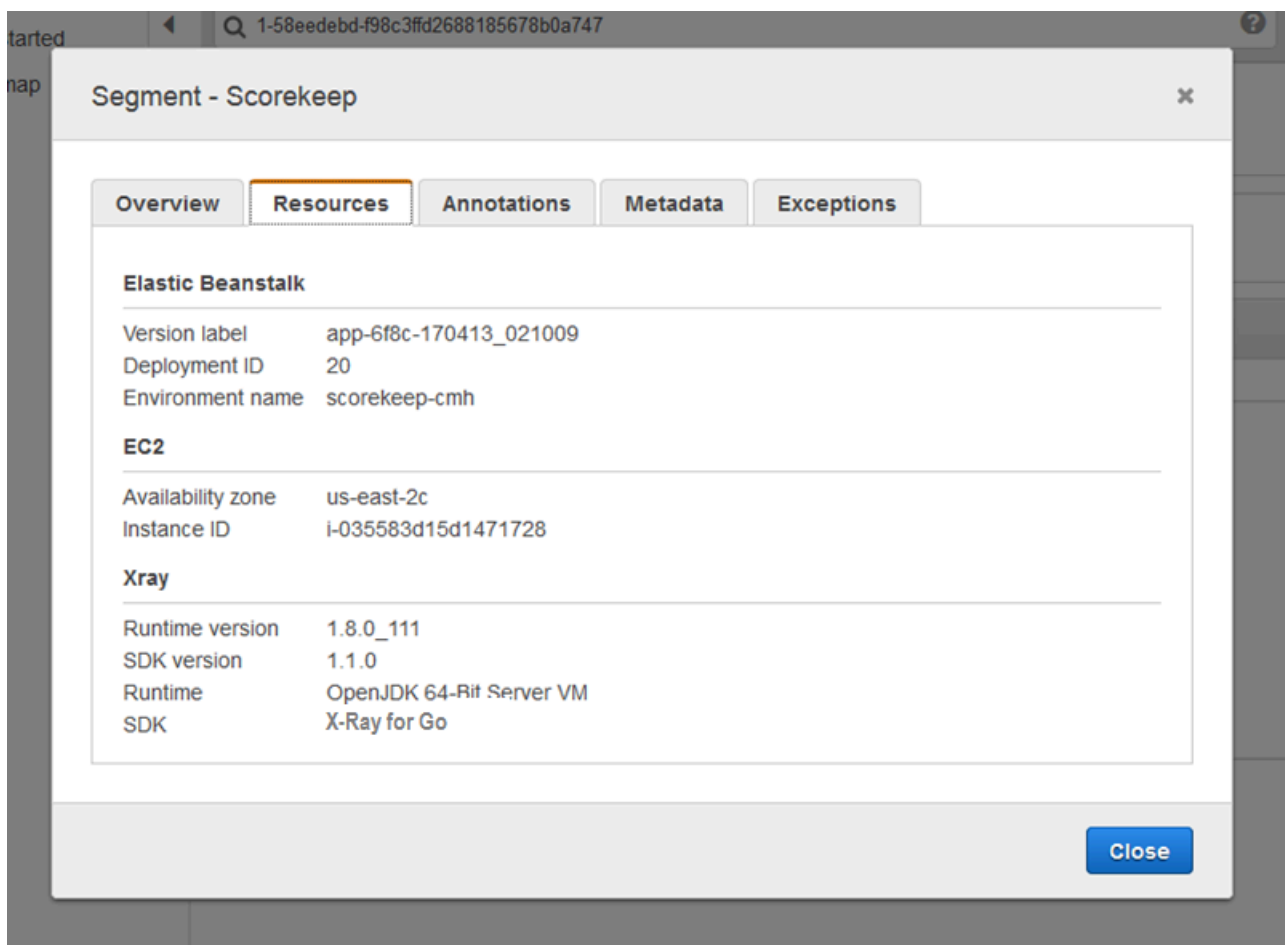 tarted
1-58eedebd-f98c3ffd2688185678b0a747
map
Segment - Scorekeep
Overview Resources Annotations Metadata Exceptions
Elastic Beanstalk
Version label app-6f8c-170413_021009
Deployment ID 20
Environment name scorekeep-cmh
EC2
Availability zone us-east-2c
Instance ID i-035583d15d1471728
Xray
Runtime version 1.8.0_111
SDK version 1.1.0
Runtime OpenJDK 64-Bit Server VM
SDK X-Ray for Go
Close